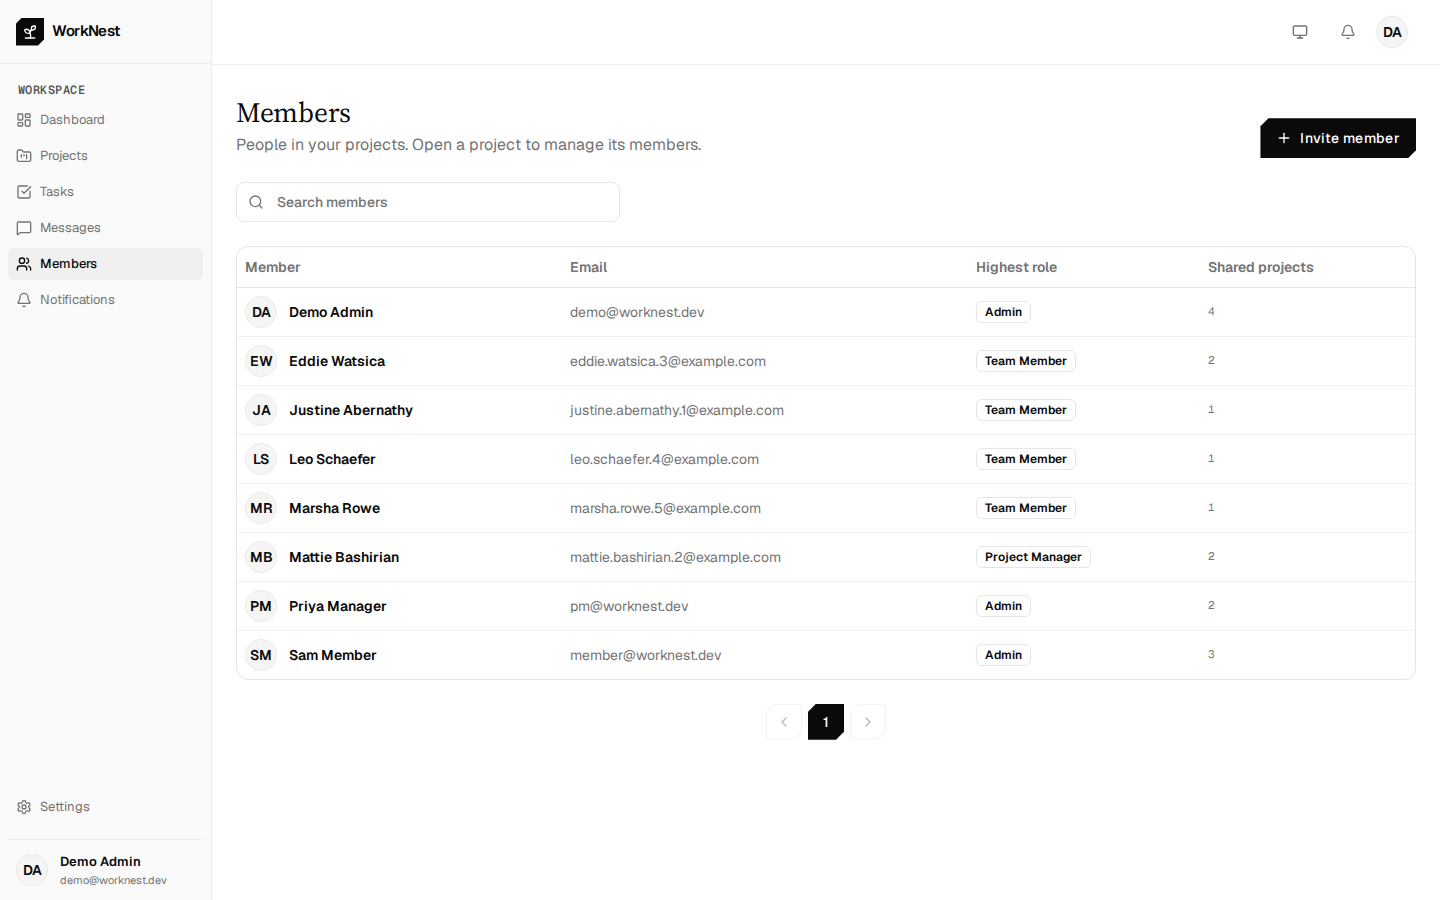 WorkNest
DA
WORKSPACE
Dashboard
Projects
Tasks
Messages
Members
Notifications
Settings
DA Demo Admin
demo@worknest.dev
Members
People in your projects. Open a project to manage its members.
Invite member
Search members
Member Email Highest role Shared projects
DA Demo Admin demo@worknest.dev Admin 4
EW Eddie Watsica eddie.watsica.3@example.com Team Member 2
JA Justine Abernathy justine.abernathy.1@example.com Team Member 1
LS Leo Schaefer leo.schaefer.4@example.com Team Member 1
MR Marsha Rowe marsha.rowe.5@example.com Team Member 1
MB Mattie Bashirian mattie.bashirian.2@example.com Project Manager 2
PM Priya Manager pm@worknest.dev Admin 2
SM Sam Member member@worknest.dev Admin 3
1